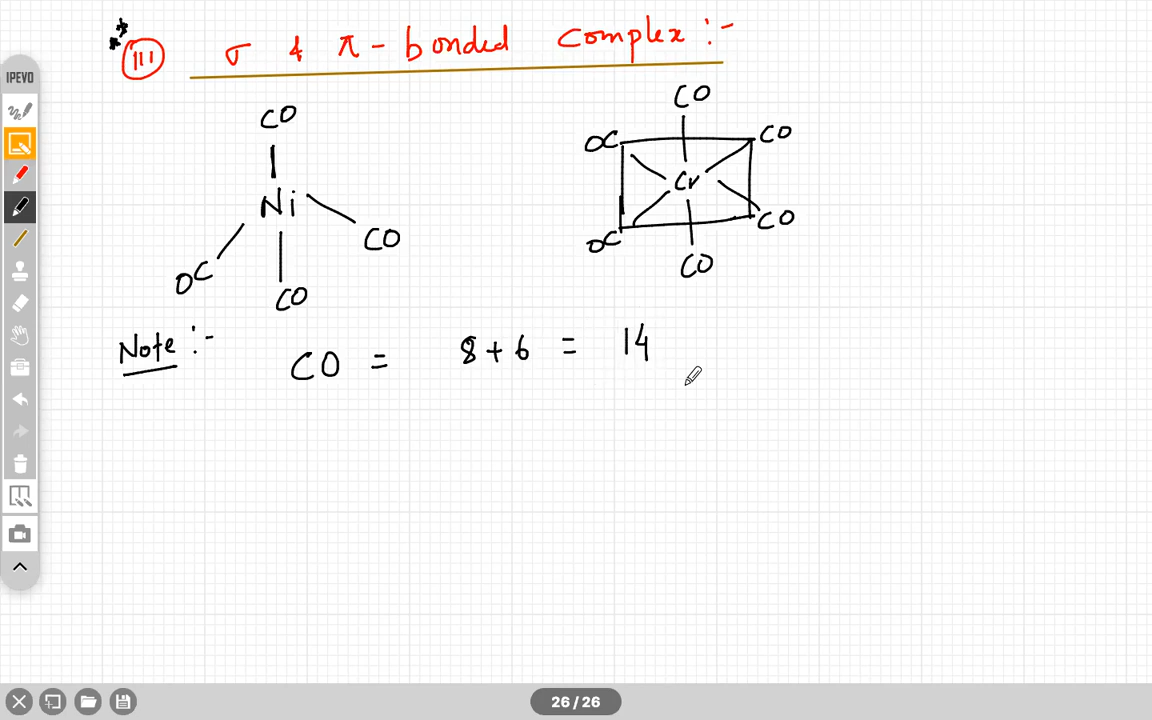 III σ & π - bonded Complex :-
CO
CO
OC
CO
Ni
Cr
CO
OC
CO
CO
OC
CO
CO
Note :-
CO = 8 + 6 = 14
IPEVO
26 / 26